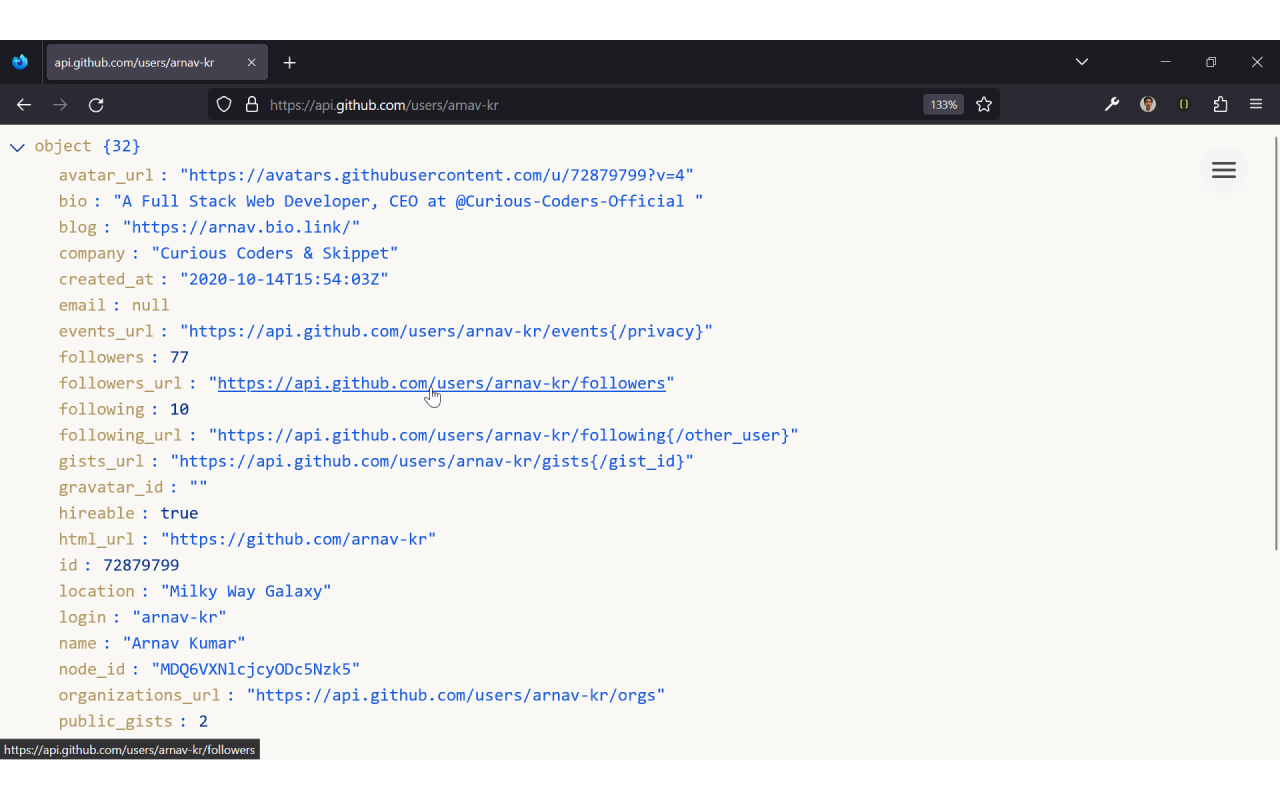 api.github.com/users/arnav-kr
https://api.github.com/users/arnav-kr
133%
object {32}
avatar_url : "https://avatars.githubusercontent.com/u/72879799?v=4"
bio : "A Full Stack Web Developer, CEO at @Curious-Coders-Official "
blog : "https://arnav.bio.link/"
company : "Curious Coders & Skippet"
created_at : "2020-10-14T15:54:03Z"
email : null
events_url : "https://api.github.com/users/arnav-kr/events{/privacy}"
followers : 77
followers_url : "https://api.github.com/users/arnav-kr/followers"
following : 10
following_url : "https://api.github.com/users/arnav-kr/following{/other_user}"
gists_url : "https://api.github.com/users/arnav-kr/gists{/gist_id}"
gravatar_id : ""
hireable : true
html_url : "https://github.com/arnav-kr"
id : 72879799
location : "Milky Way Galaxy"
login : "arnav-kr"
name : "Arnav Kumar"
node_id : "MDQ6VXNlcjcyODc5Nzk5"
organizations_url : "https://api.github.com/users/arnav-kr/orgs"
public_gists : 2
https://api.github.com/users/arnav-kr/followers